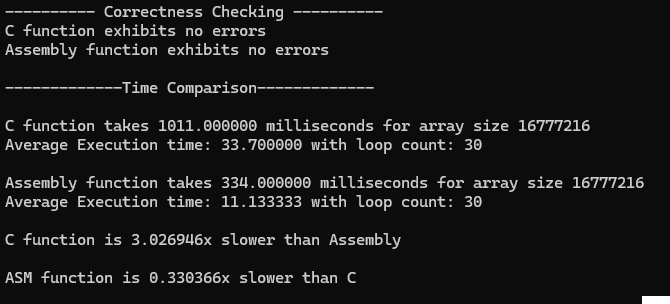 ---------- Correctness Checking ----------
C function exhibits no errors
Assembly function exhibits no errors
-------------Time Comparison-------------
C function takes 1011.000000 milliseconds for array size 16777216
Average Execution time: 33.700000 with loop count: 30
Assembly function takes 334.000000 milliseconds for array size 16777216
Average Execution time: 11.133333 with loop count: 30
C function is 3.026946x slower than Assembly
ASM function is 0.330366x slower than C